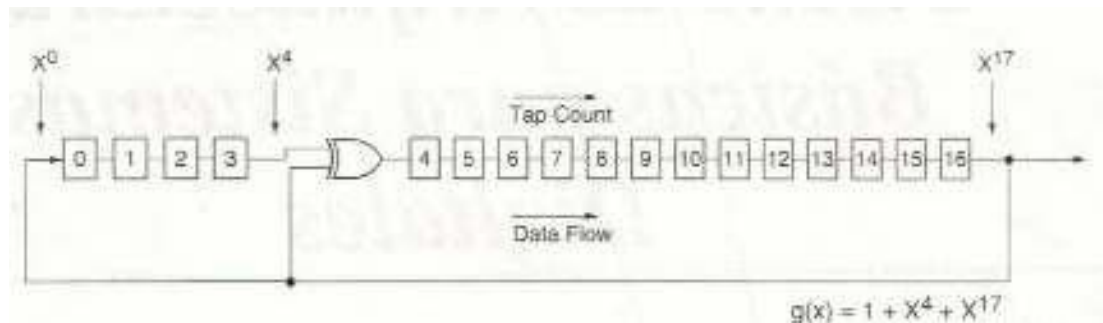 X⁰ X⁴ X¹⁷
Tap Count
0 1 2 3 4 5 6 7 8 9 10 11 12 13 14 15 16
Data Flow
g(x) = 1 + X⁴ + X¹⁷